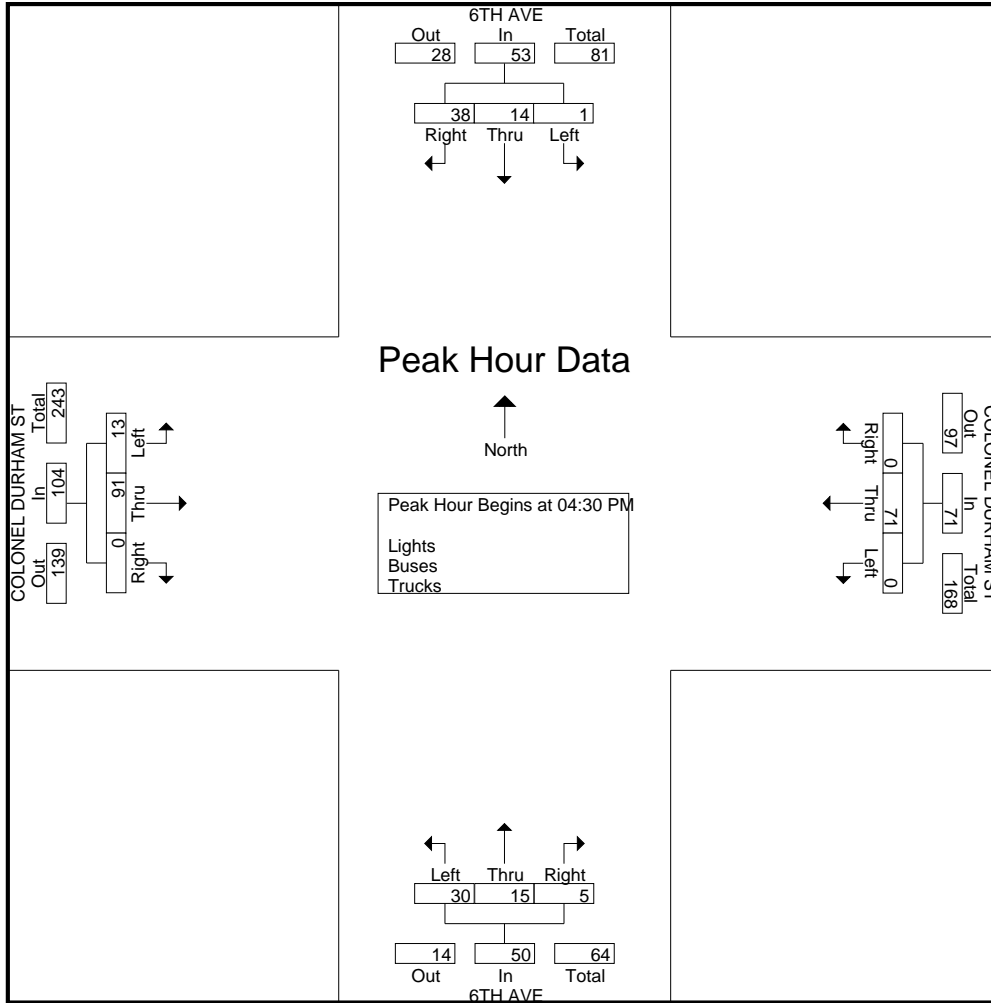 6TH AVE
Out In Total
28 53 81
38 14 1
Right Thru Left
Peak Hour Data
North
Peak Hour Begins at 04:30 PM
Lights
Buses
Trucks
COLONEL DURHAM ST
Total In Out
243 104 139
13 91 0
Left Thru Right
COLONEL DURHAM ST
Out In Total
97 71 168
0 71 0
Right Thru Left
Left Thru Right
30 15 5
14 50 64
Out In Total
6TH AVE